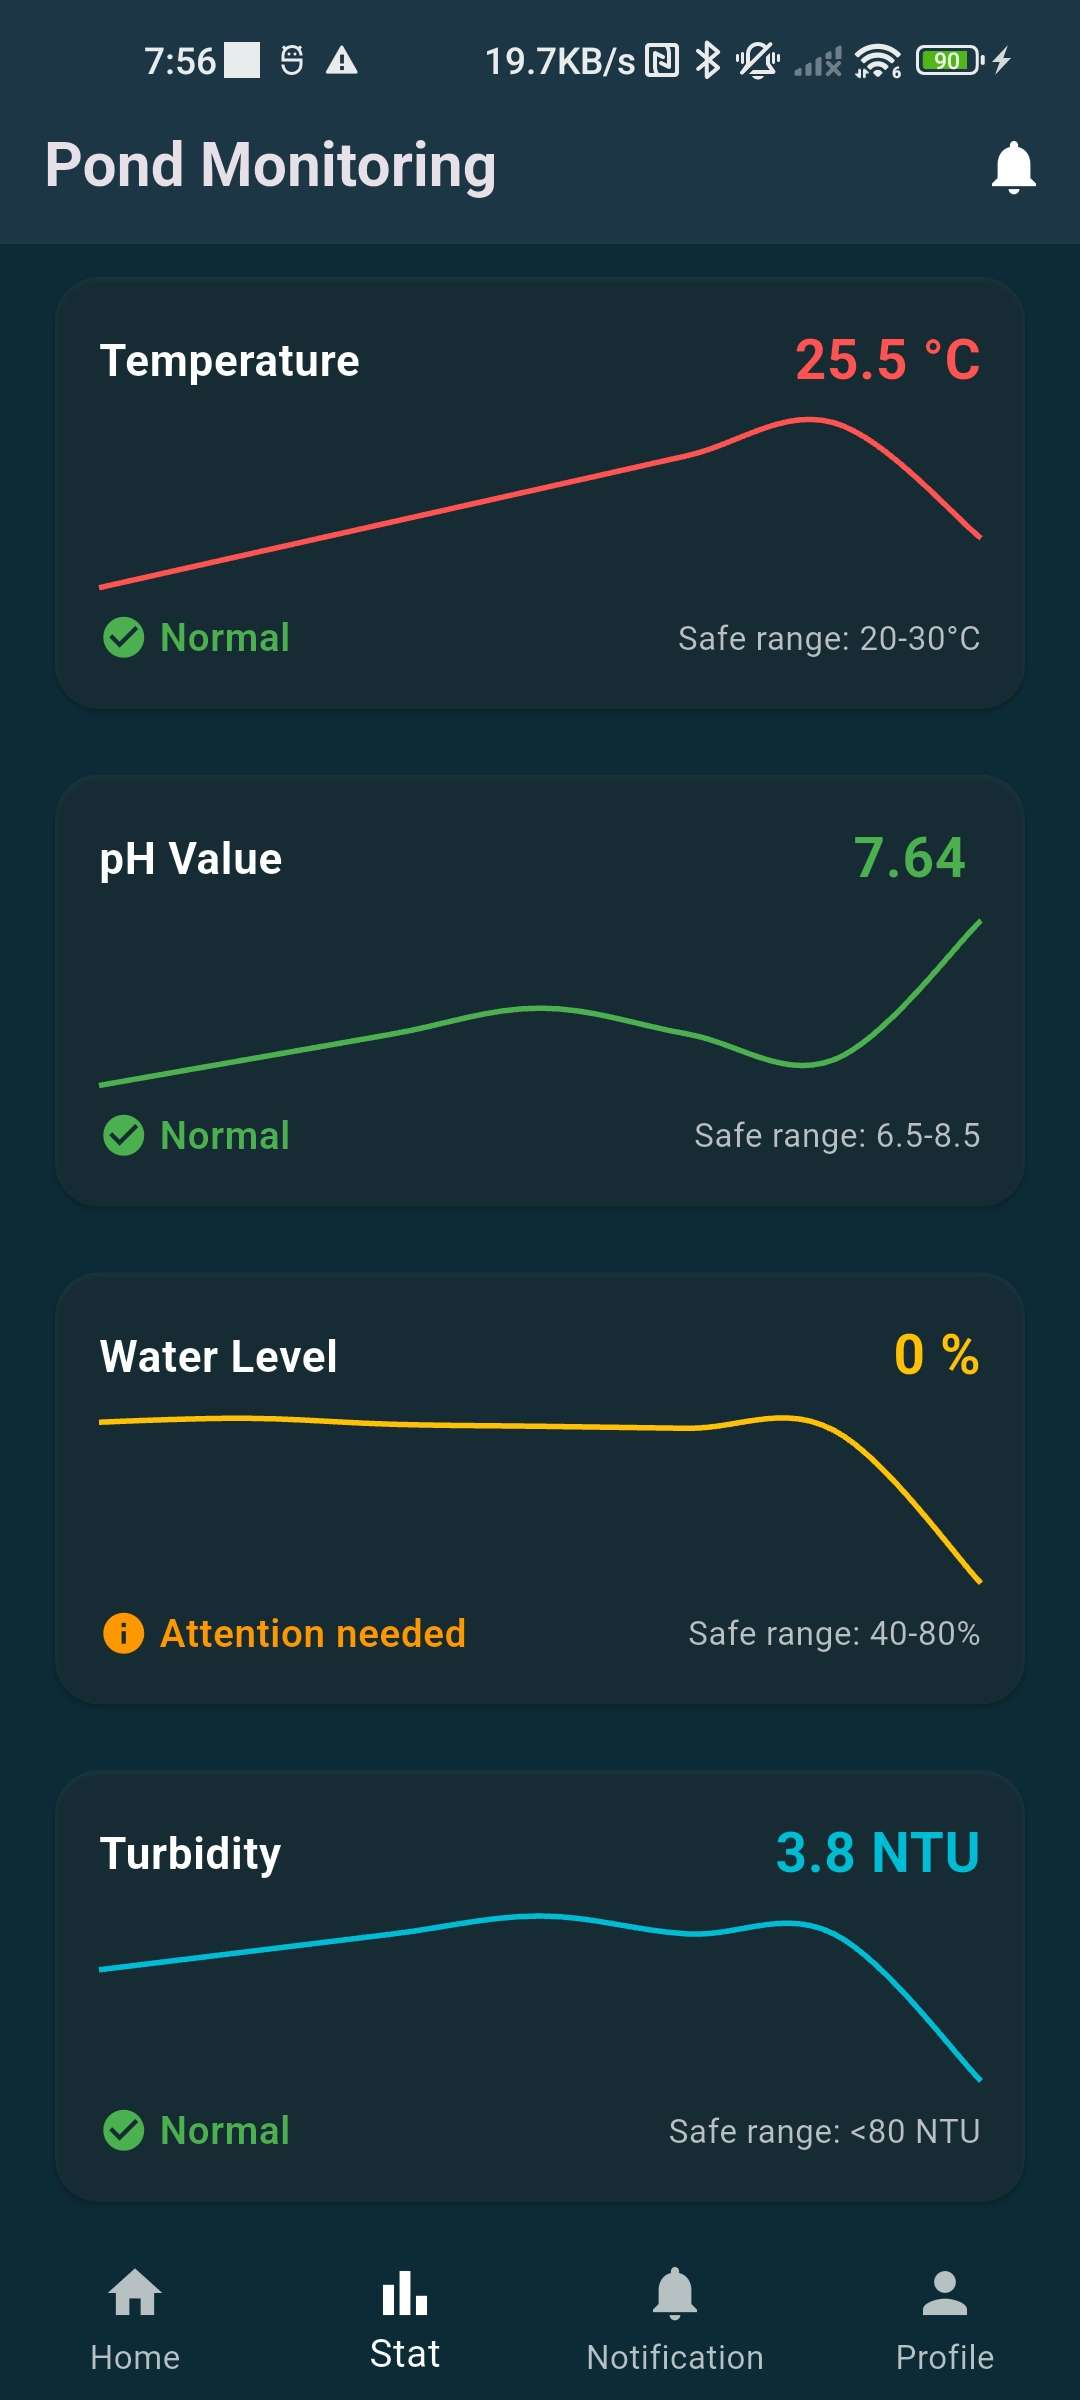 7:56 19.7KB/s 6 90
Pond Monitoring
Temperature 25.5 °C
Normal Safe range: 20-30°C
pH Value 7.64
Normal Safe range: 6.5-8.5
Water Level 0 %
Attention needed Safe range: 40-80%
Turbidity 3.8 NTU
Normal Safe range: <80 NTU
Home Stat Notification Profile